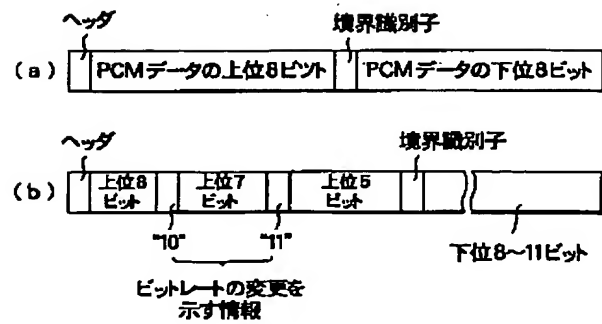 ヘッダ 境界識別子
(a) PCMデータの上位8ビット PCMデータの下位8ビット
ヘッダ 境界識別子
(b) 上位8ビット 上位7ビット 上位5ビット
"10" "11" 下位8~11ビット
ビットレートの変更を
示す情報